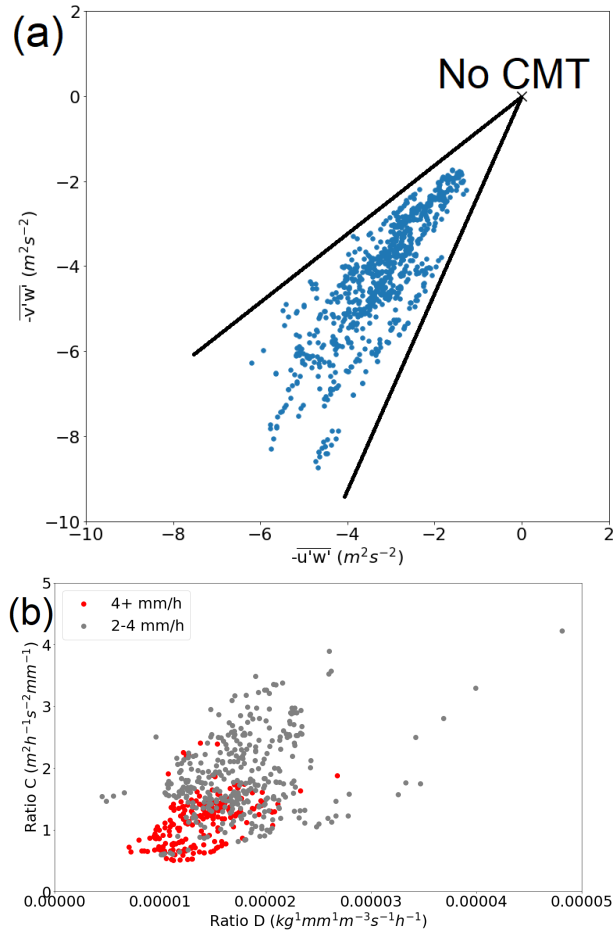 (a)
2
0
−2
−4
−6
−8
−10
-v'w' (m²s⁻²)
No CMT
−10 −8 −6 −4 −2 0 2
-u'w' (m²s⁻²)
(b)
5
4
3
2
1
0
Ratio C (m²h⁻¹s⁻²mm⁻¹)
4+ mm/h
2-4 mm/h
0.00000 0.00001 0.00002 0.00003 0.00004 0.00005
Ratio D (kg¹mm¹m⁻³s⁻¹h⁻¹)